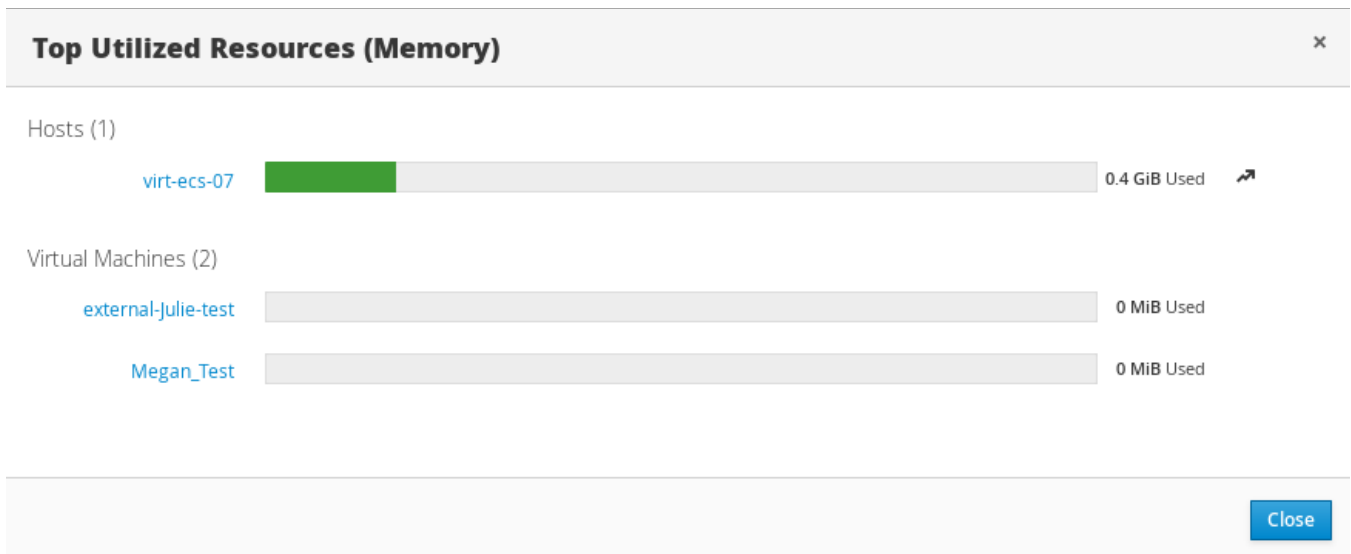 Top Utilized Resources (Memory) ×
Hosts (1)
virt-ecs-07 0.4 GiB Used
Virtual Machines (2)
external-Julie-test 0 MiB Used
Megan_Test 0 MiB Used
Close